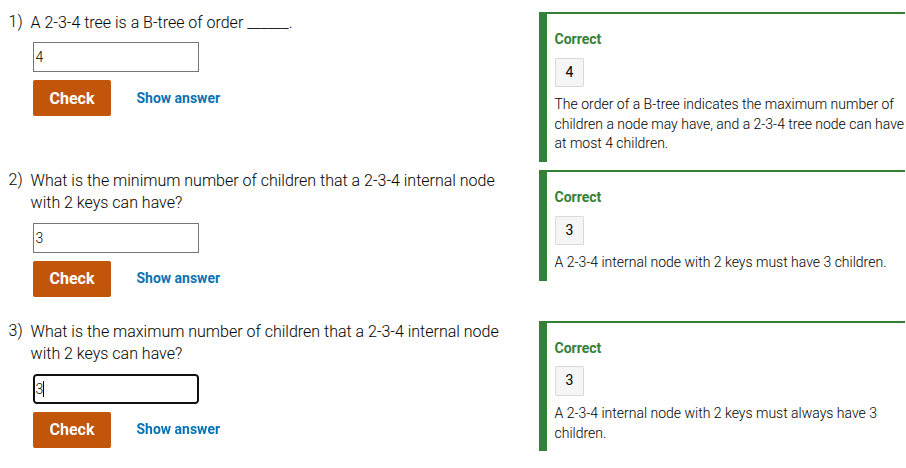 1) A 2-3-4 tree is a B-tree of order ______.
4
Check Show answer
Correct
4
The order of a B-tree indicates the maximum number of
children a node may have, and a 2-3-4 tree node can have
at most 4 children.
2) What is the minimum number of children that a 2-3-4 internal node
with 2 keys can have?
3
Check Show answer
Correct
3
A 2-3-4 internal node with 2 keys must have 3 children.
3) What is the maximum number of children that a 2-3-4 internal node
with 2 keys can have?
3
Check Show answer
Correct
3
A 2-3-4 internal node with 2 keys must always have 3
children.